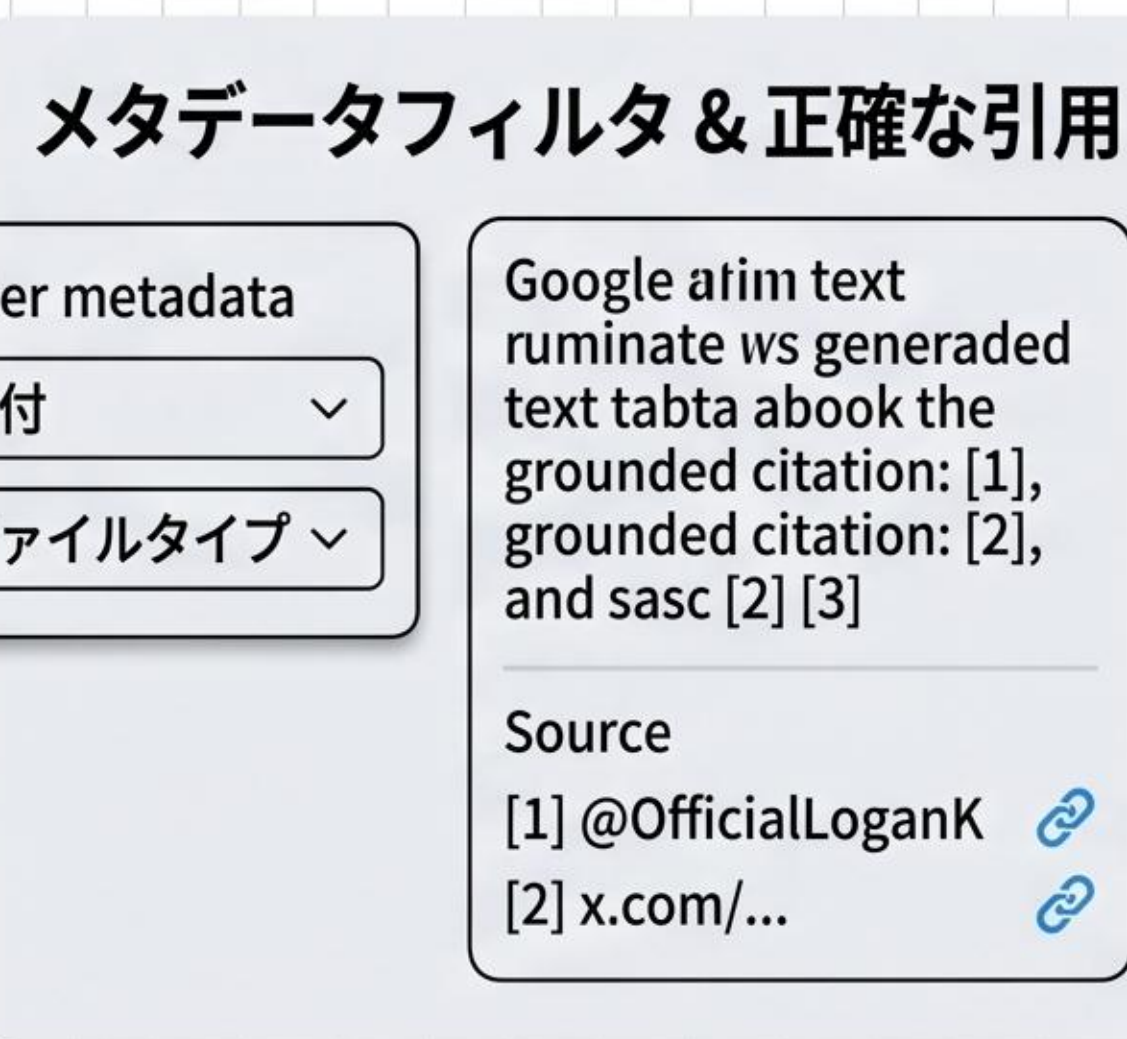 メタデータフィルタ & 正確な引用
er metadata
付
ァイルタイプ
Google atim text
ruminate ws generaded
text tabta abook the
grounded citation: [1],
grounded citation: [2],
and sasc [2] [3]
Source
[1] @OfficialLoganK
[2] x.com/...